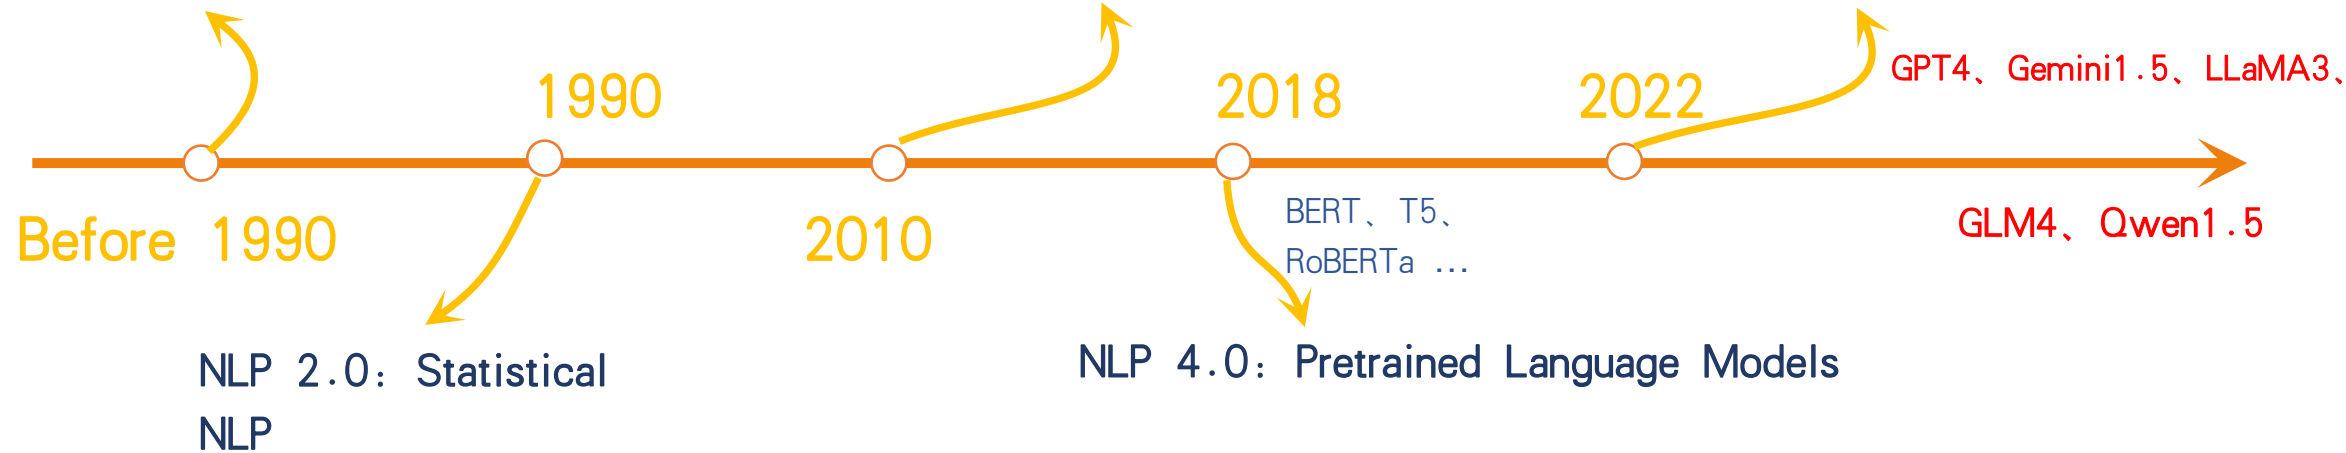 1990
2018
2022
GPT4、Gemini1.5、LLaMA3、
Before 1990
2010
BERT、T5、
RoBERTa ...
GLM4、Qwen1.5
NLP 2.0: Statistical
NLP
NLP 4.0: Pretrained Language Models